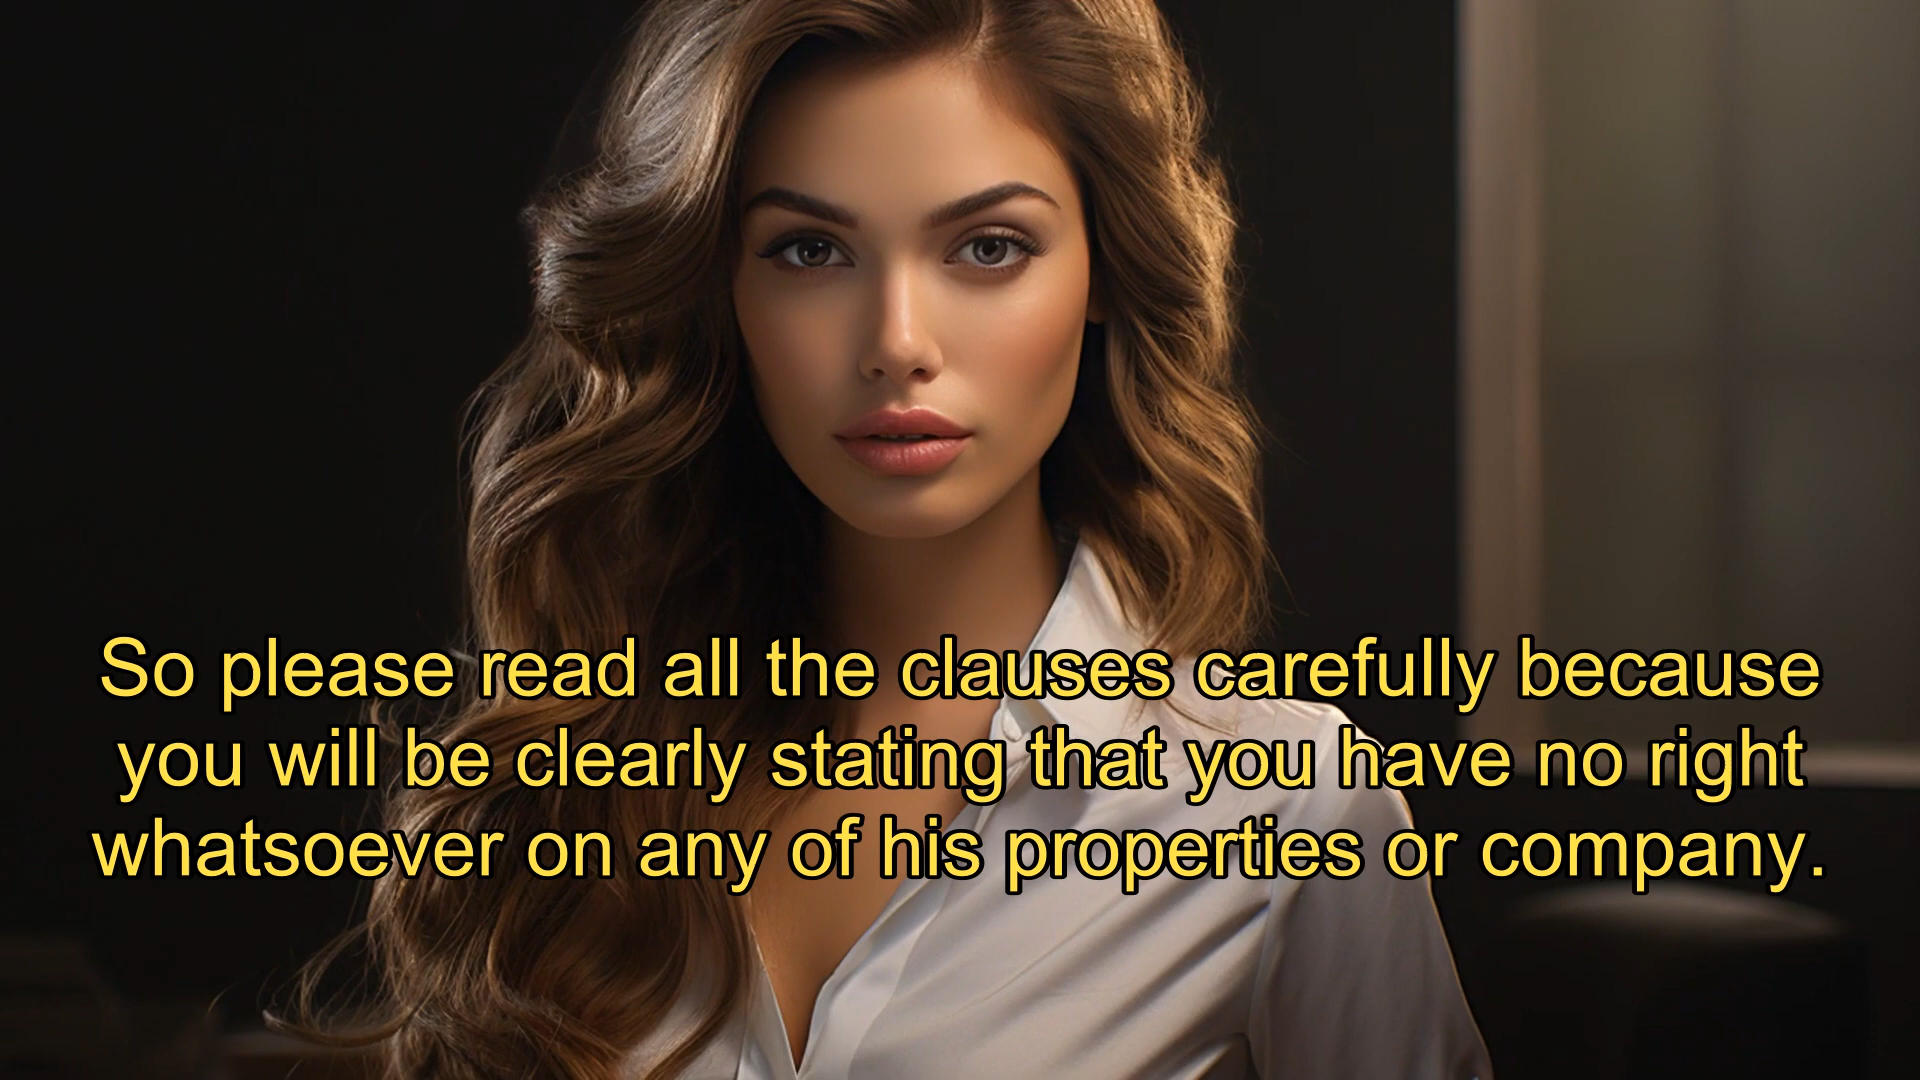 So please read all the clauses carefully because
you will be clearly stating that you have no right
whatsoever on any of his properties or company.